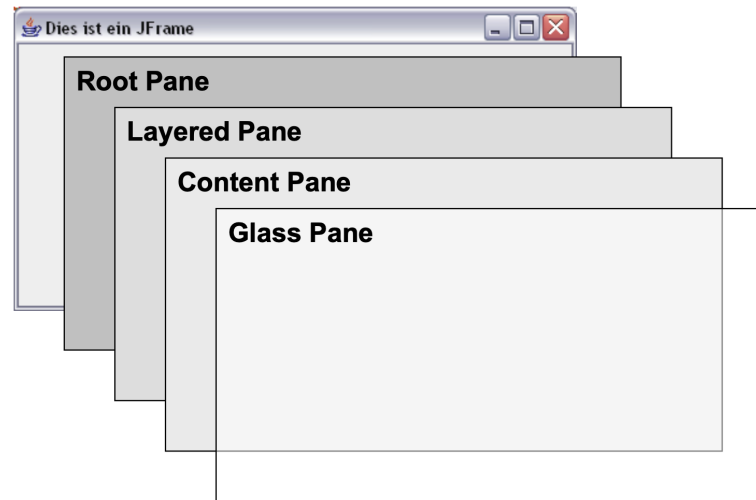 Dies ist ein JFrame
Root Pane
Layered Pane
Content Pane
Glass Pane